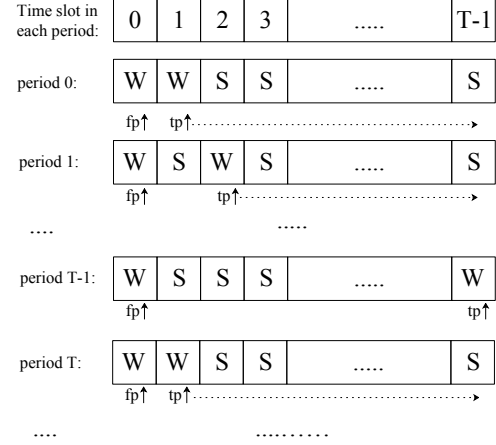 Time slot in
each period: 0 1 2 3 ..... T-1
period 0: W W S S ..... S
fp↑ tp↑
period 1: W S W S ..... S
fp↑ tp↑
.... .....
period T-1: W S S S ..... W
fp↑ tp↑
period T: W W S S ..... S
fp↑ tp↑
.... ..........